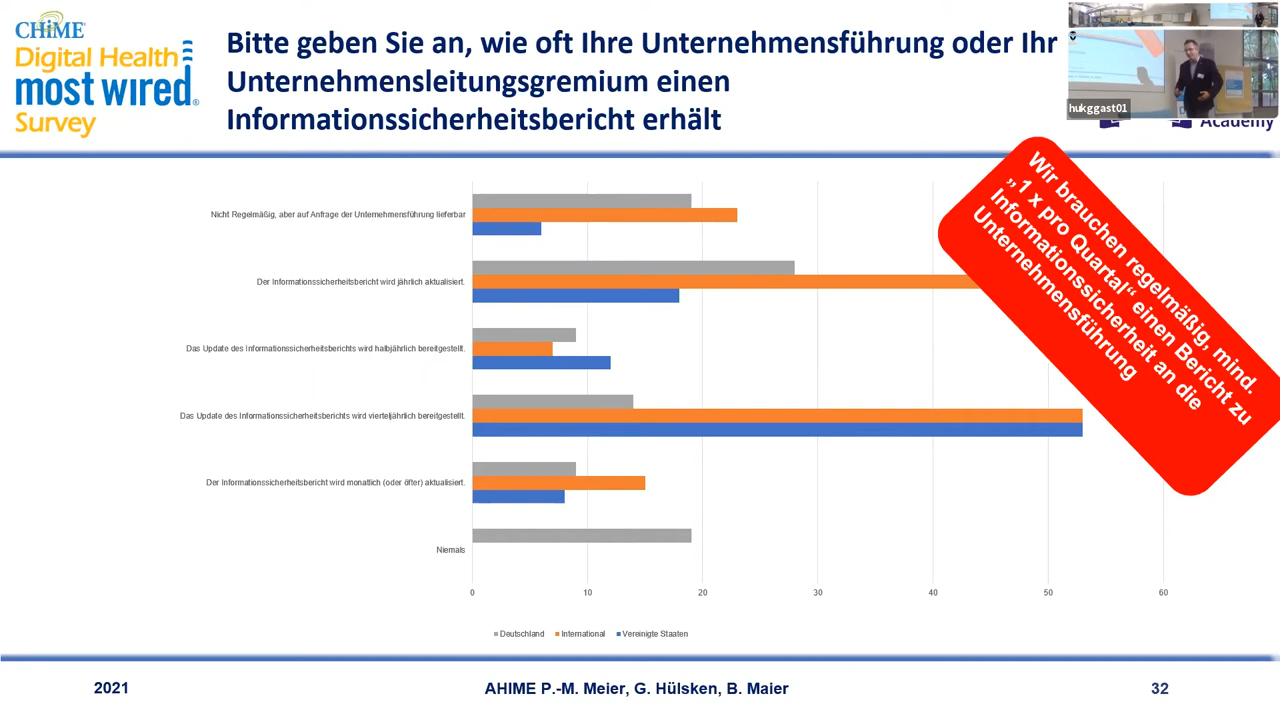 CHiME
Digital Health
most wired®
Survey
Bitte geben Sie an, wie oft Ihre Unternehmensführung oder Ihr
Unternehmensleitungsgremium einen
Informationssicherheitsbericht erhält
hukggast01
Academy
Wir brauchen regelmäßig, mind.
„1 x pro Quartal“ einen Bericht zu
Informationssicherheit an die
Unternehmensführung
Nicht Regelmäßig, aber auf Anfrage der Unternehmensführung lieferbar
Der Informationssicherheitsbericht wird jährlich aktualisiert.
Das Update des Informationssicherheitsberichts wird halbjährlich bereitgestellt.
Das Update des Informationssicherheitsberichts wird vierteljährlich bereitgestellt.
Der Informationssicherheitsbericht wird monatlich (oder öfter) aktualisiert.
Niemals
0 10 20 30 40 50 60
Deutschland International Vereinigte Staaten
2021 AHIME P.-M. Meier, G. Hülsken, B. Maier 32